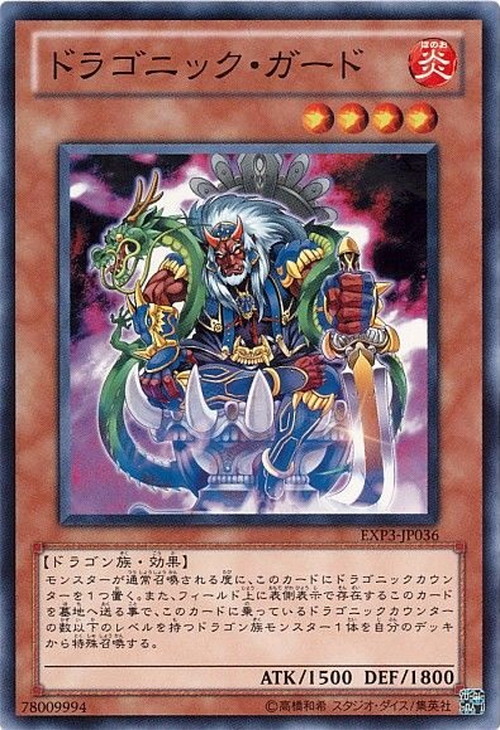 ドラゴニック・ガード
ほのお
炎
EXP3-JP036
【ドラゴン族・効果】
モンスターが通常召喚される度に、このカードにドラゴニックカウン
ターを1つ置く。また、フィールド上に表側表示で存在するこのカード
を墓地へ送る事で、このカードに乗っているドラゴニックカウンター
の数以下のレベルを持つドラゴン族モンスター1体を自分のデッキ
から特殊召喚する。
ATK/1500 DEF/1800
78009994
©高橋和希 スタジオ・ダイス/集英社